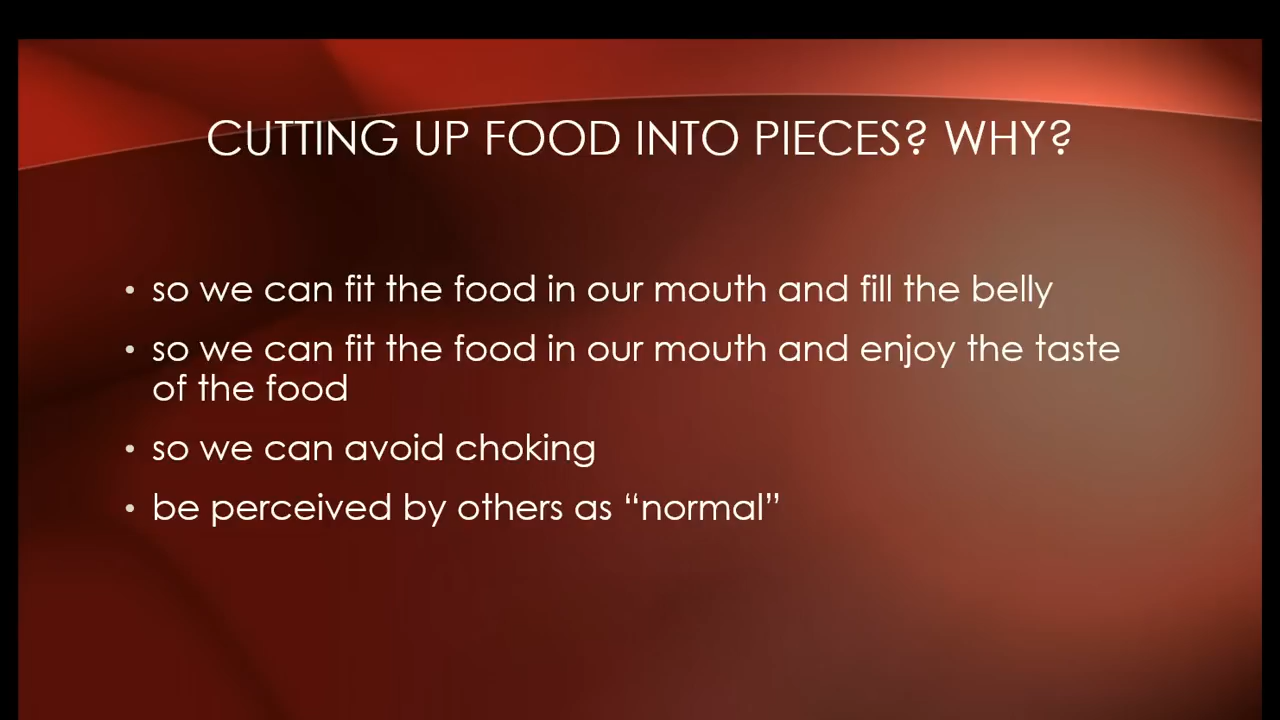 CUTTING UP FOOD INTO PIECES? WHY?
• so we can fit the food in our mouth and fill the belly
• so we can fit the food in our mouth and enjoy the taste
of the food
• so we can avoid choking
• be perceived by others as “normal”